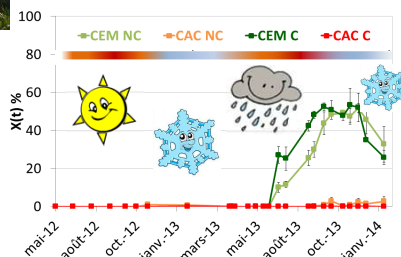 100
CEM NC CAC NC CEM C CAC C
80
60
40
20
0
X(t) %
mai-12
août-12
oct.-12
janv.-13
mars-13
mai-13
août-13
oct.-13
janv.-14